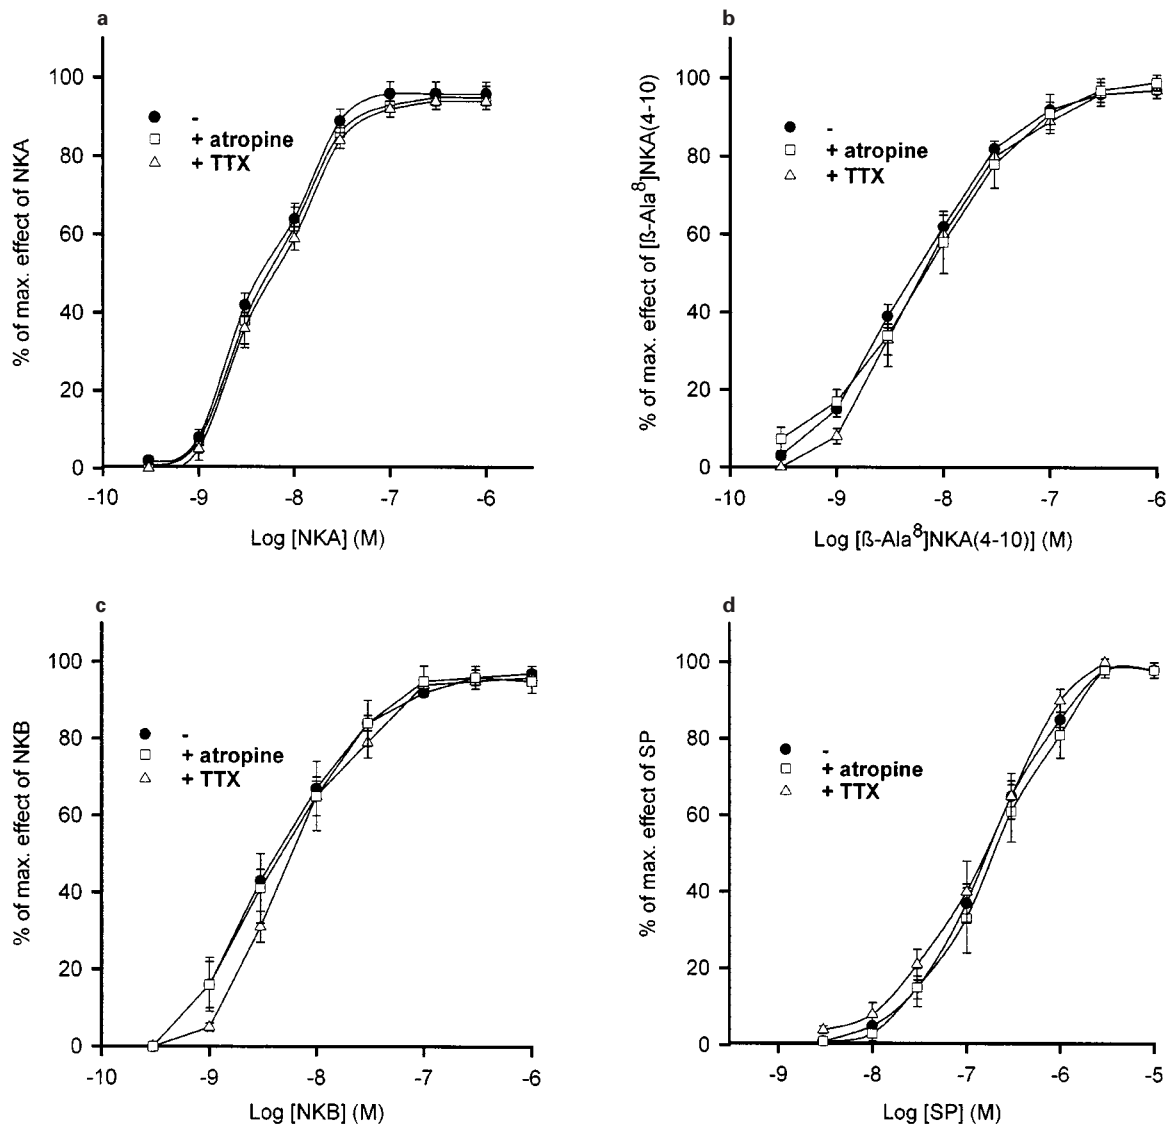 a
% of max. effect of NKA
100
80
60
40
20
0
-
+ atropine
+ TTX
-10 -9 -8 -7 -6
Log [NKA] (M)
b
% of max. effect of [ß-Ala⁸]NKA(4-10)
100
80
60
40
20
0
-
+ atropine
+ TTX
-10 -9 -8 -7 -6
Log [ß-Ala⁸]NKA(4-10)] (M)
c
% of max. effect of NKB
100
80
60
40
20
0
-
+ atropine
+ TTX
-10 -9 -8 -7 -6
Log [NKB] (M)
d
% of max. effect of SP
100
80
60
40
20
0
-
+ atropine
+ TTX
-9 -8 -7 -6 -5
Log [SP] (M)